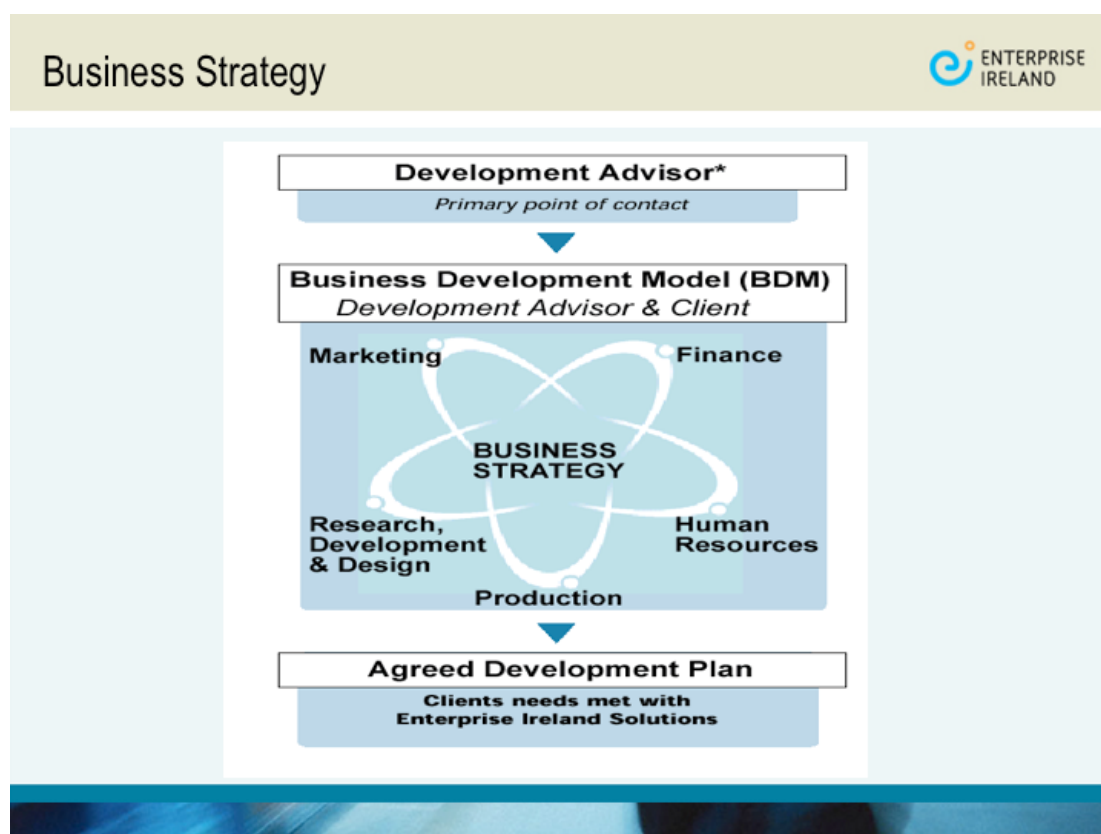 Business Strategy
ENTERPRISE
IRELAND
Development Advisor*
Primary point of contact
Business Development Model (BDM)
Development Advisor & Client
Marketing
Finance
BUSINESS
STRATEGY
Research,
Development
& Design
Human
Resources
Production
Agreed Development Plan
Clients needs met with
Enterprise Ireland Solutions